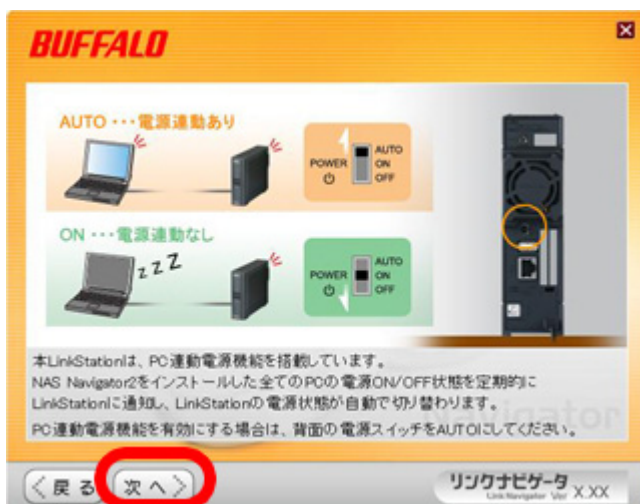 BUFFALO
AUTO・・・電源連動あり
AUTO
POWER ON
OFF
ON・・・電源連動なし
zzz
AUTO
POWER ON
OFF
本LinkStationは、PC連動電源機能を搭載しています。
NAS Navigator2をインストールした全てのPCの電源ON/OFF状態を定期的に
LinkStationに通知し、LinkStationの電源状態が自動で切り替わります。
PC連動電源機能を有効にする場合は、背面の電源スイッチをAUTOにしてください。
Navigator
戻る
次へ
リンクナビゲータ
LinkNavigator Ver X.XX